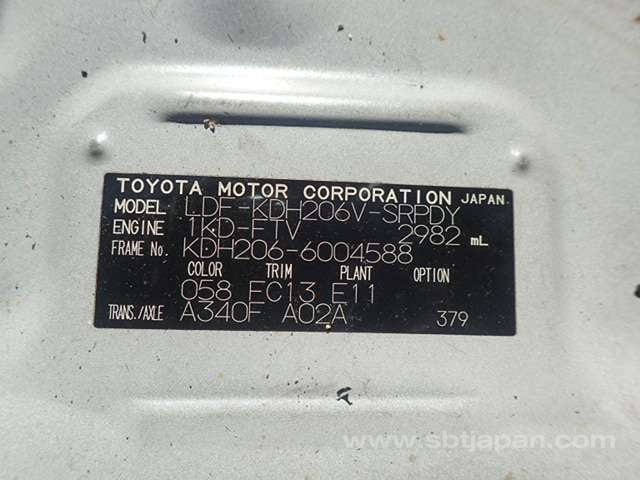 TOYOTA MOTOR CORPORATION JAPAN
MODEL LDF-KDH206V-SRPDY
ENGINE 1KD-FTV 2982 mL
FRAME No. KDH206-6004588
COLOR TRIM PLANT OPTION
058 FC13 E11
TRANS./AXLE A340F A02A 379
www.sbtjapan.com